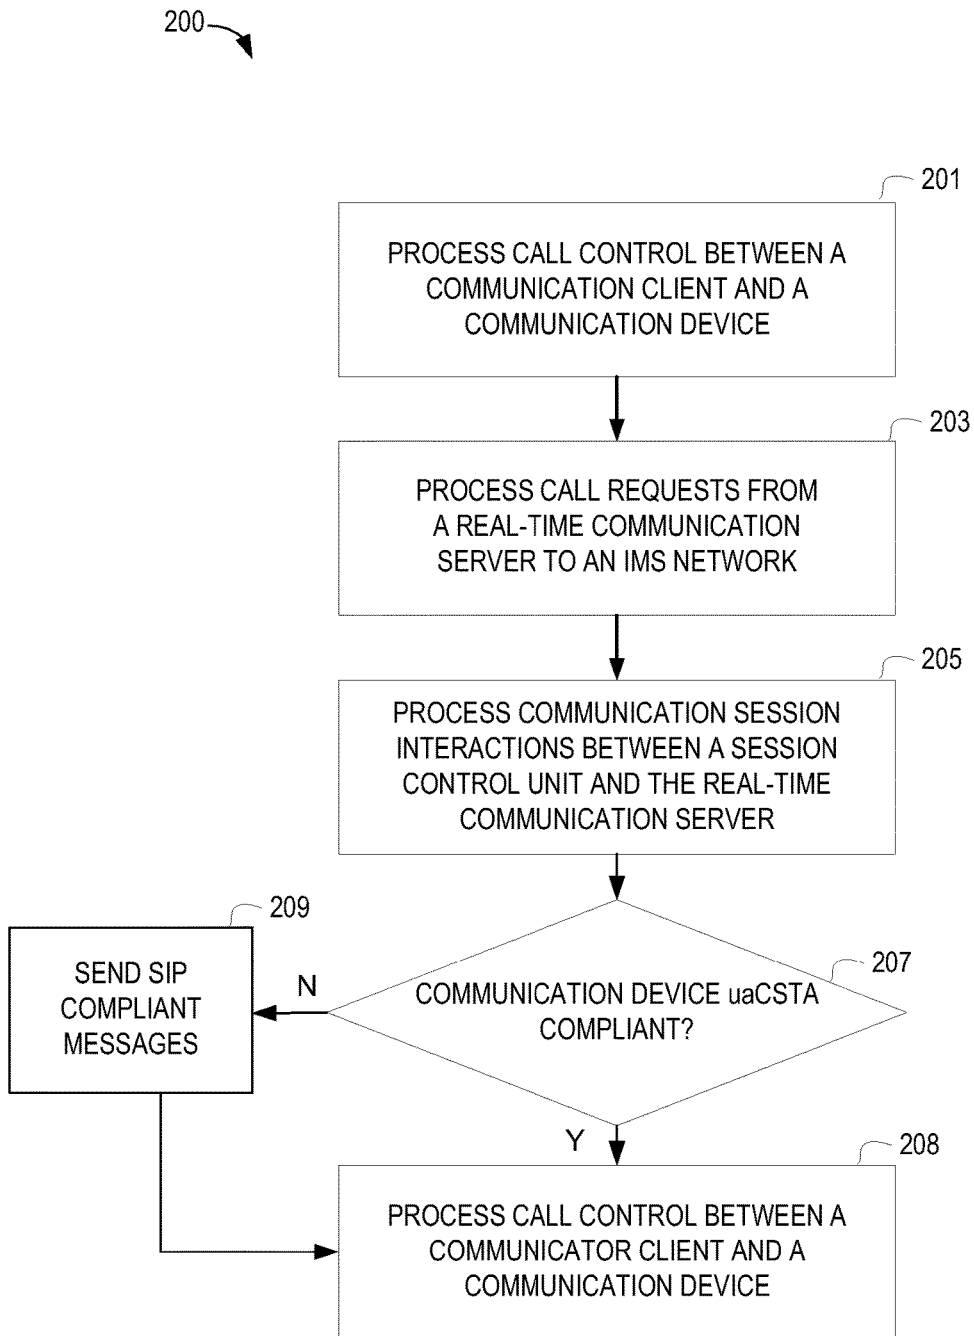 200
201
PROCESS CALL CONTROL BETWEEN A
COMMUNICATION CLIENT AND A
COMMUNICATION DEVICE
203
PROCESS CALL REQUESTS FROM
A REAL-TIME COMMUNICATION
SERVER TO AN IMS NETWORK
205
PROCESS COMMUNICATION SESSION
INTERACTIONS BETWEEN A SESSION
CONTROL UNIT AND THE REAL-TIME
COMMUNICATION SERVER
209
SEND SIP
COMPLIANT
MESSAGES
N
207
COMMUNICATION DEVICE uaCSTA
COMPLIANT?
Y
208
PROCESS CALL CONTROL BETWEEN A
COMMUNICATOR CLIENT AND A
COMMUNICATION DEVICE